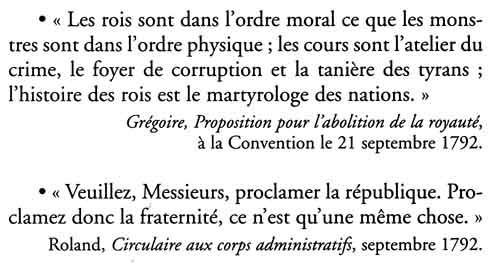 • « Les rois sont dans l'ordre moral ce que les mons-
tres sont dans l'ordre physique ; les cours sont l'atelier du
crime, le foyer de corruption et la tanière des tyrans ;
l'histoire des rois est le martyrologe des nations. »
Grégoire, Proposition pour l'abolition de la royauté,
à la Convention le 21 septembre 1792.
• « Veuillez, Messieurs, proclamer la république. Pro-
clamez donc la fraternité, ce n'est qu'une même chose. »
Roland, Circulaire aux corps administratifs, septembre 1792.